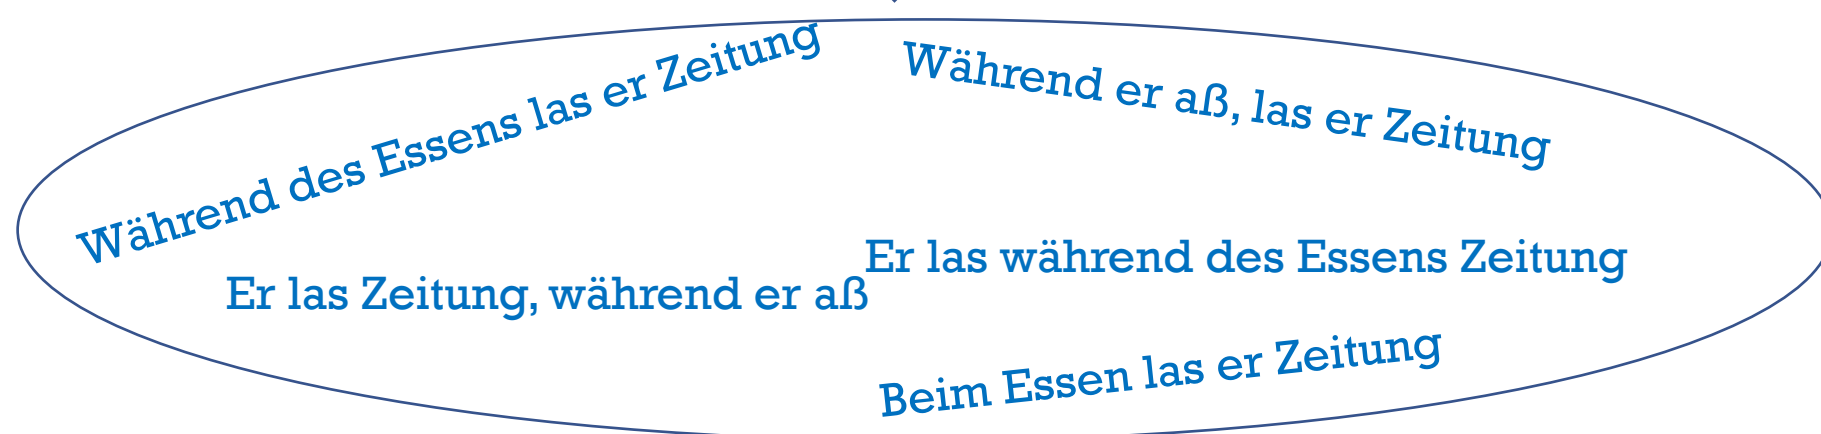 Während des Essens las er Zeitung
Während er aß, las er Zeitung
Er las während des Essens Zeitung
Er las Zeitung, während er aß
Beim Essen las er Zeitung